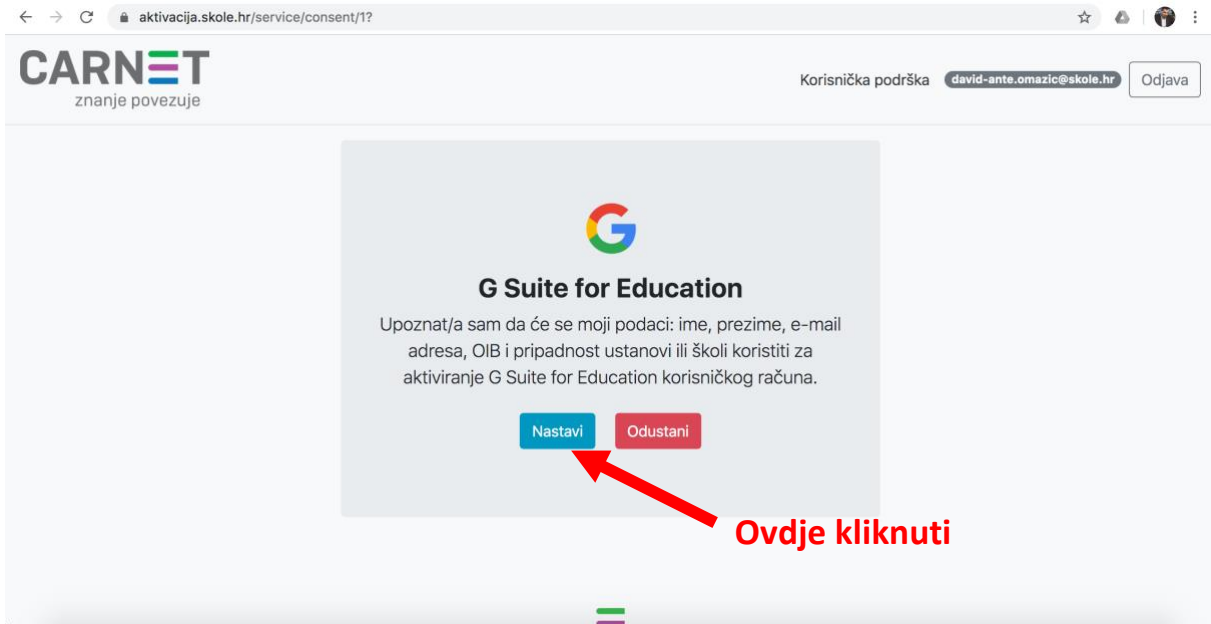 aktivacija.skole.hr/service/consent/1?
CARNET
znanje povezuje
Korisnička podrška
david-ante.omazic@skole.hr
Odjava
G Suite for Education
Upoznat/a sam da će se moji podaci: ime, prezime, e-mail
adresa, OIB i pripadnost ustanovi ili školi koristiti za
aktiviranje G Suite for Education korisničkog računa.
Nastavi
Odustani
Ovdje kliknuti